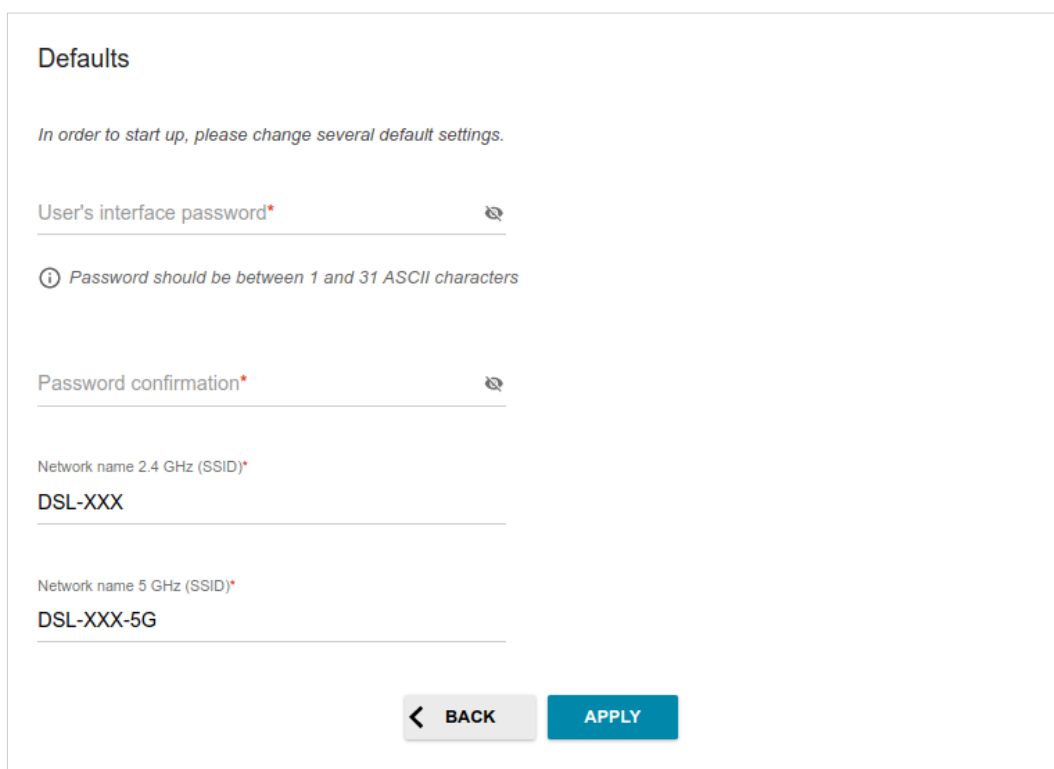 Defaults
In order to start up, please change several default settings.
User's interface password*
Password should be between 1 and 31 ASCII characters
Password confirmation*
Network name 2.4 GHz (SSID)*
DSL-XXX
Network name 5 GHz (SSID)*
DSL-XXX-5G
BACK APPLY